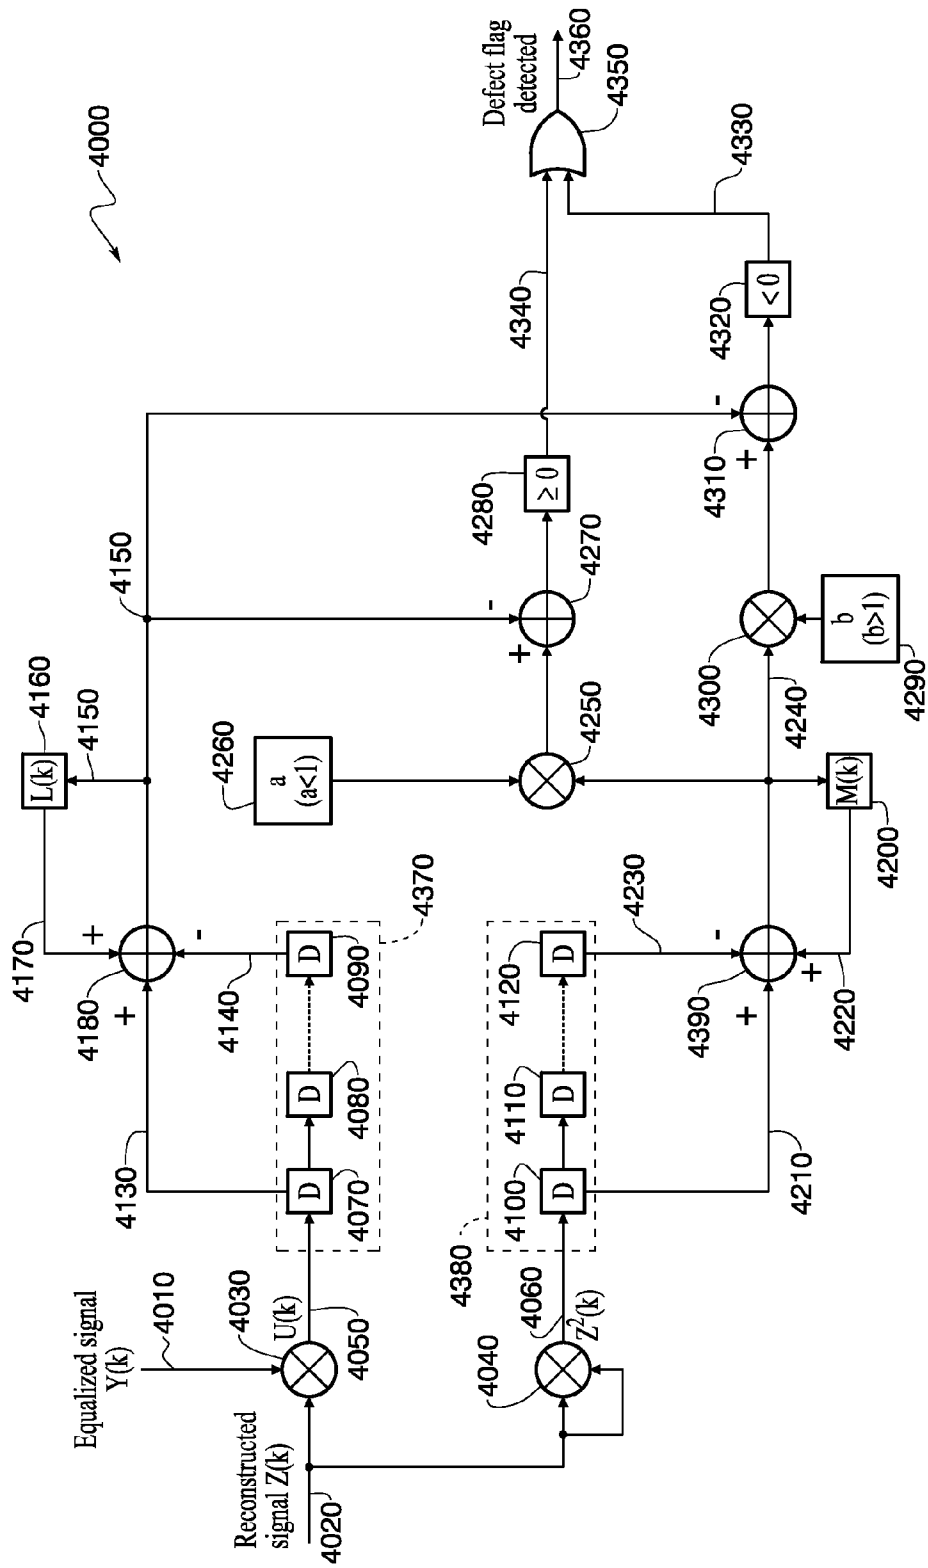 4000
Equalized signal
Y(k)
4010
4030
U(k)
4050
Reconstructed
signal Z(k)
4020
4040
4060
Z²(k)
4130
4070
D
4080
D
4090
D
4370
4380
4100
D
4110
D
4120
D
4210
4140
4180
+
+
-
4170
4160
L(k)
4150
4150
4230
4390
+
-
+
4220
4200
M(k)
4260
a
(a<1)
4250
4240
4300
b
(b>1)
4290
-
+
4270
4280
≥ 0
-
+
4310
4320
< 0
4340
4330
4350
4360
Defect flag
detected